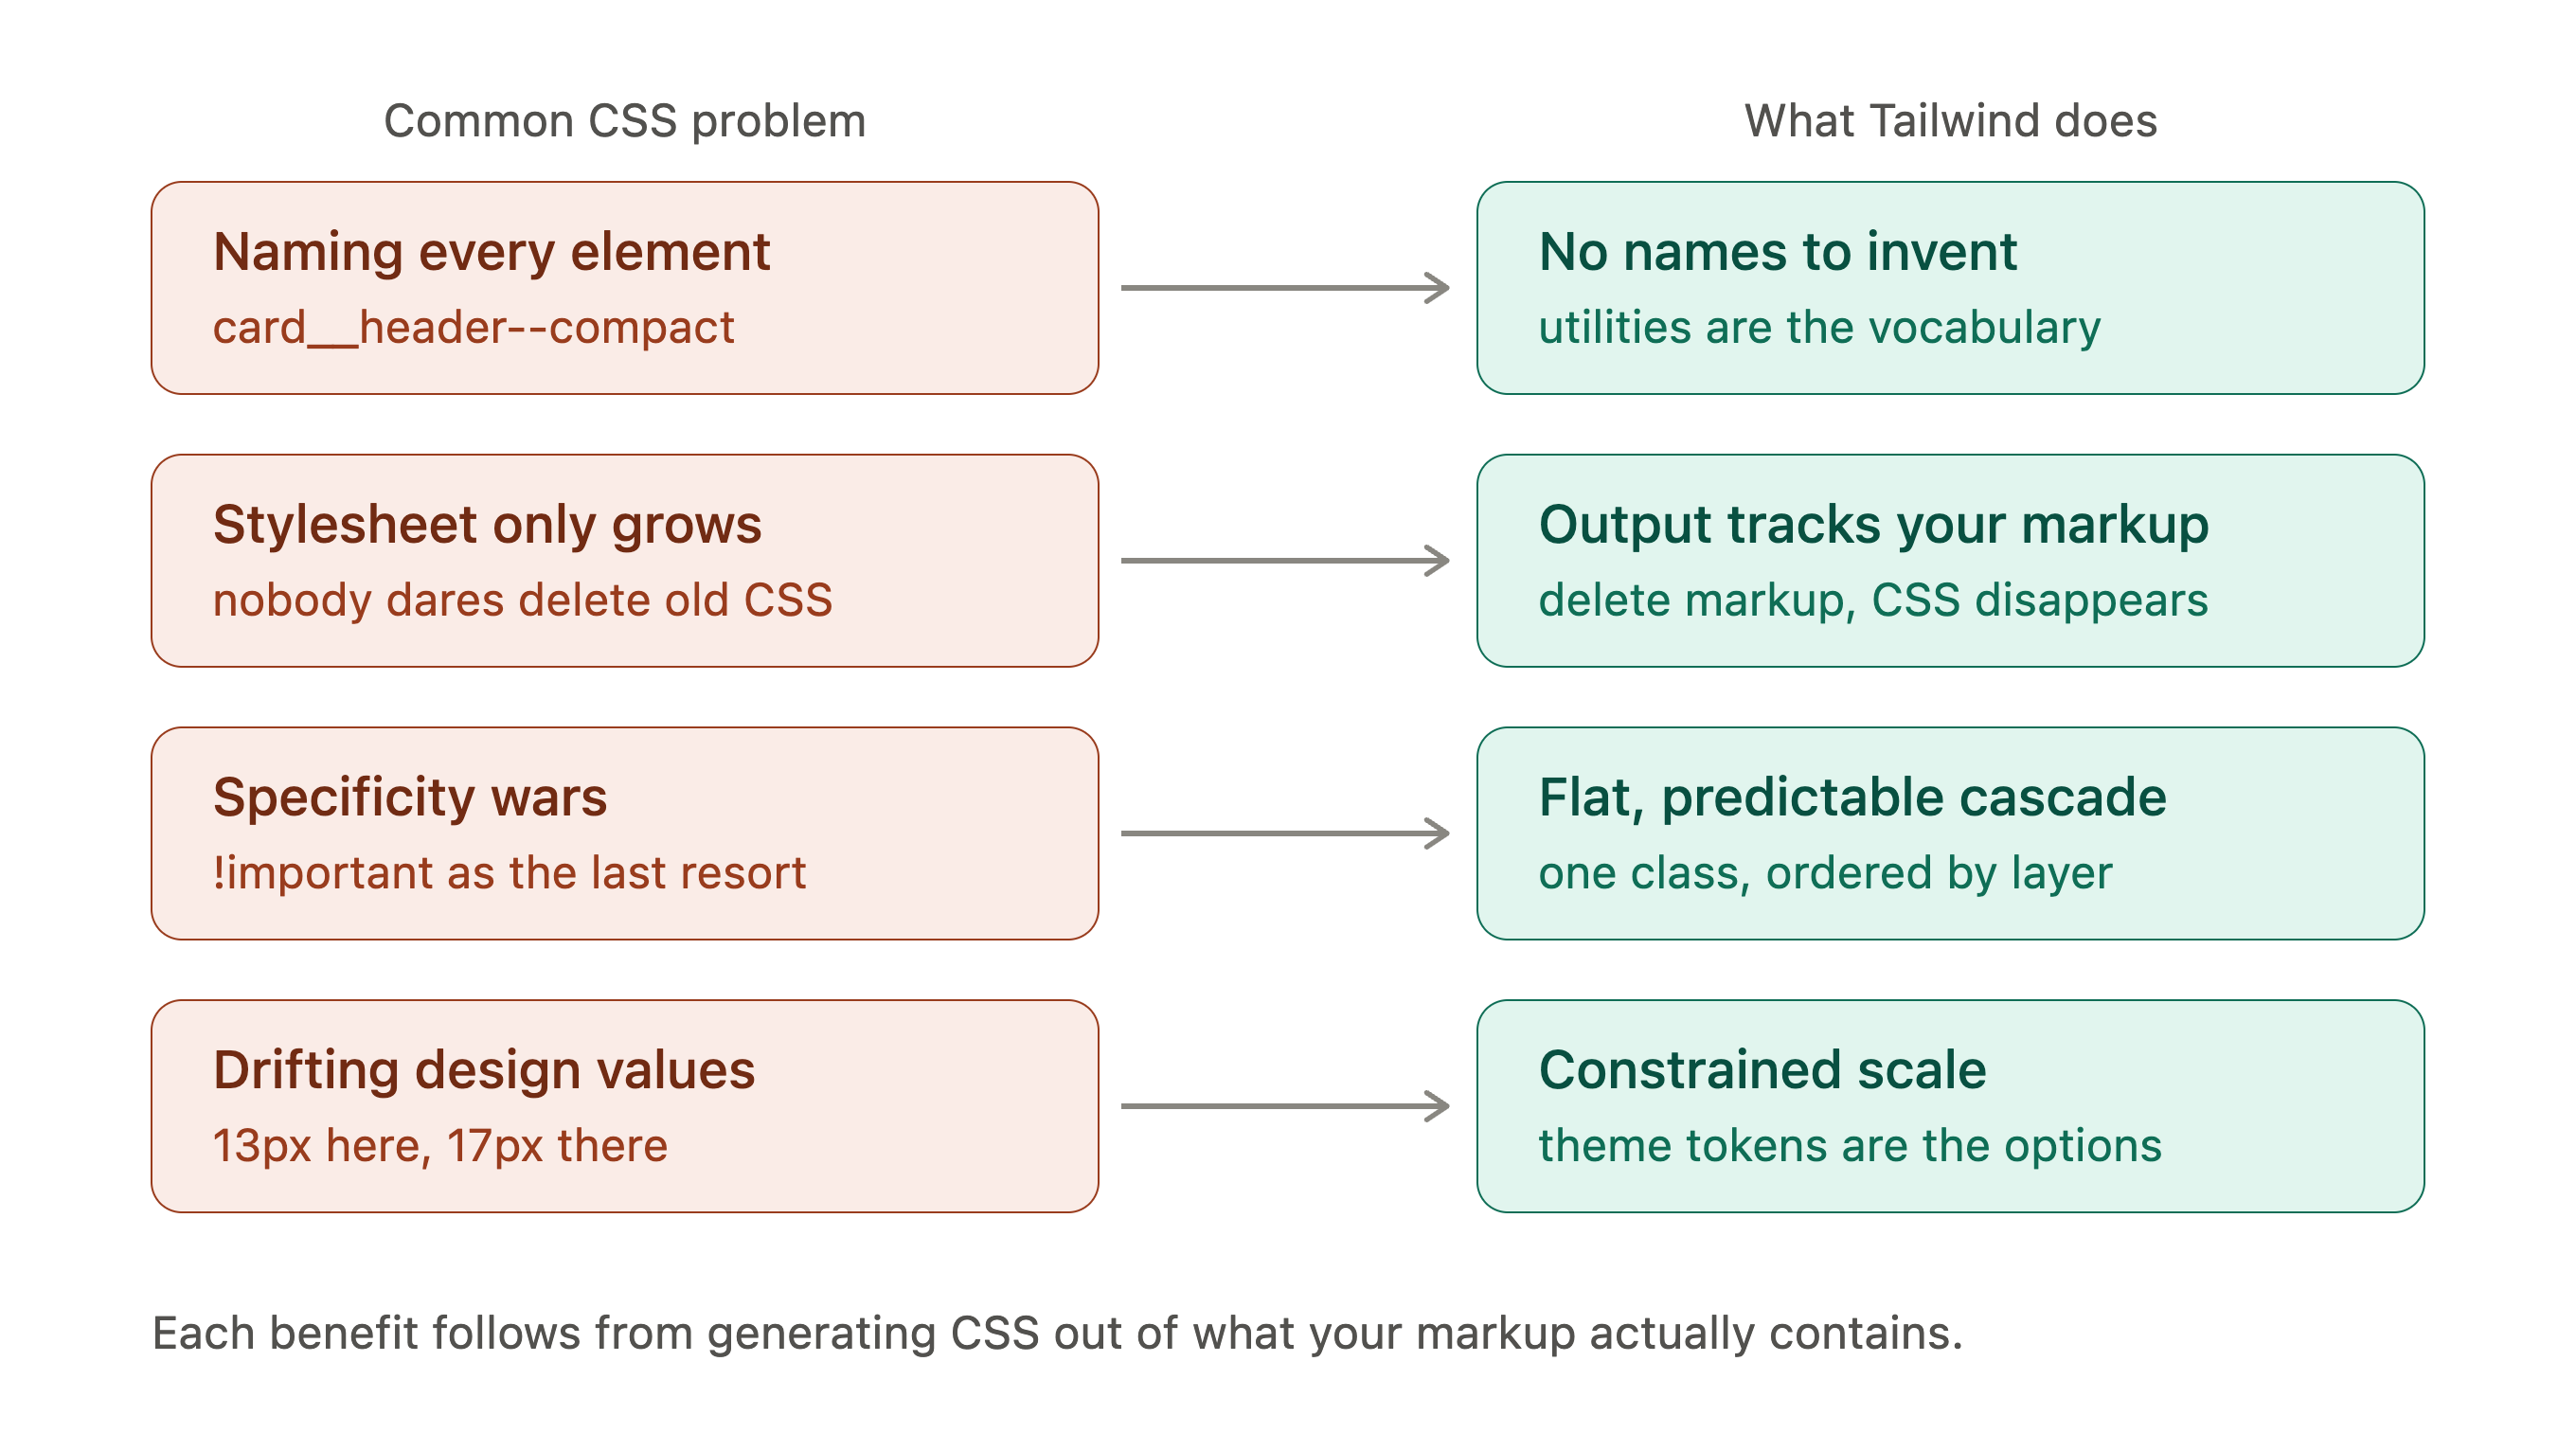 Common CSS problem
What Tailwind does
Naming every element
card__header--compact
No names to invent
utilities are the vocabulary
Stylesheet only grows
nobody dares delete old CSS
Output tracks your markup
delete markup, CSS disappears
Specificity wars
!important as the last resort
Flat, predictable cascade
one class, ordered by layer
Drifting design values
13px here, 17px there
Constrained scale
theme tokens are the options
Each benefit follows from generating CSS out of what your markup actually contains.